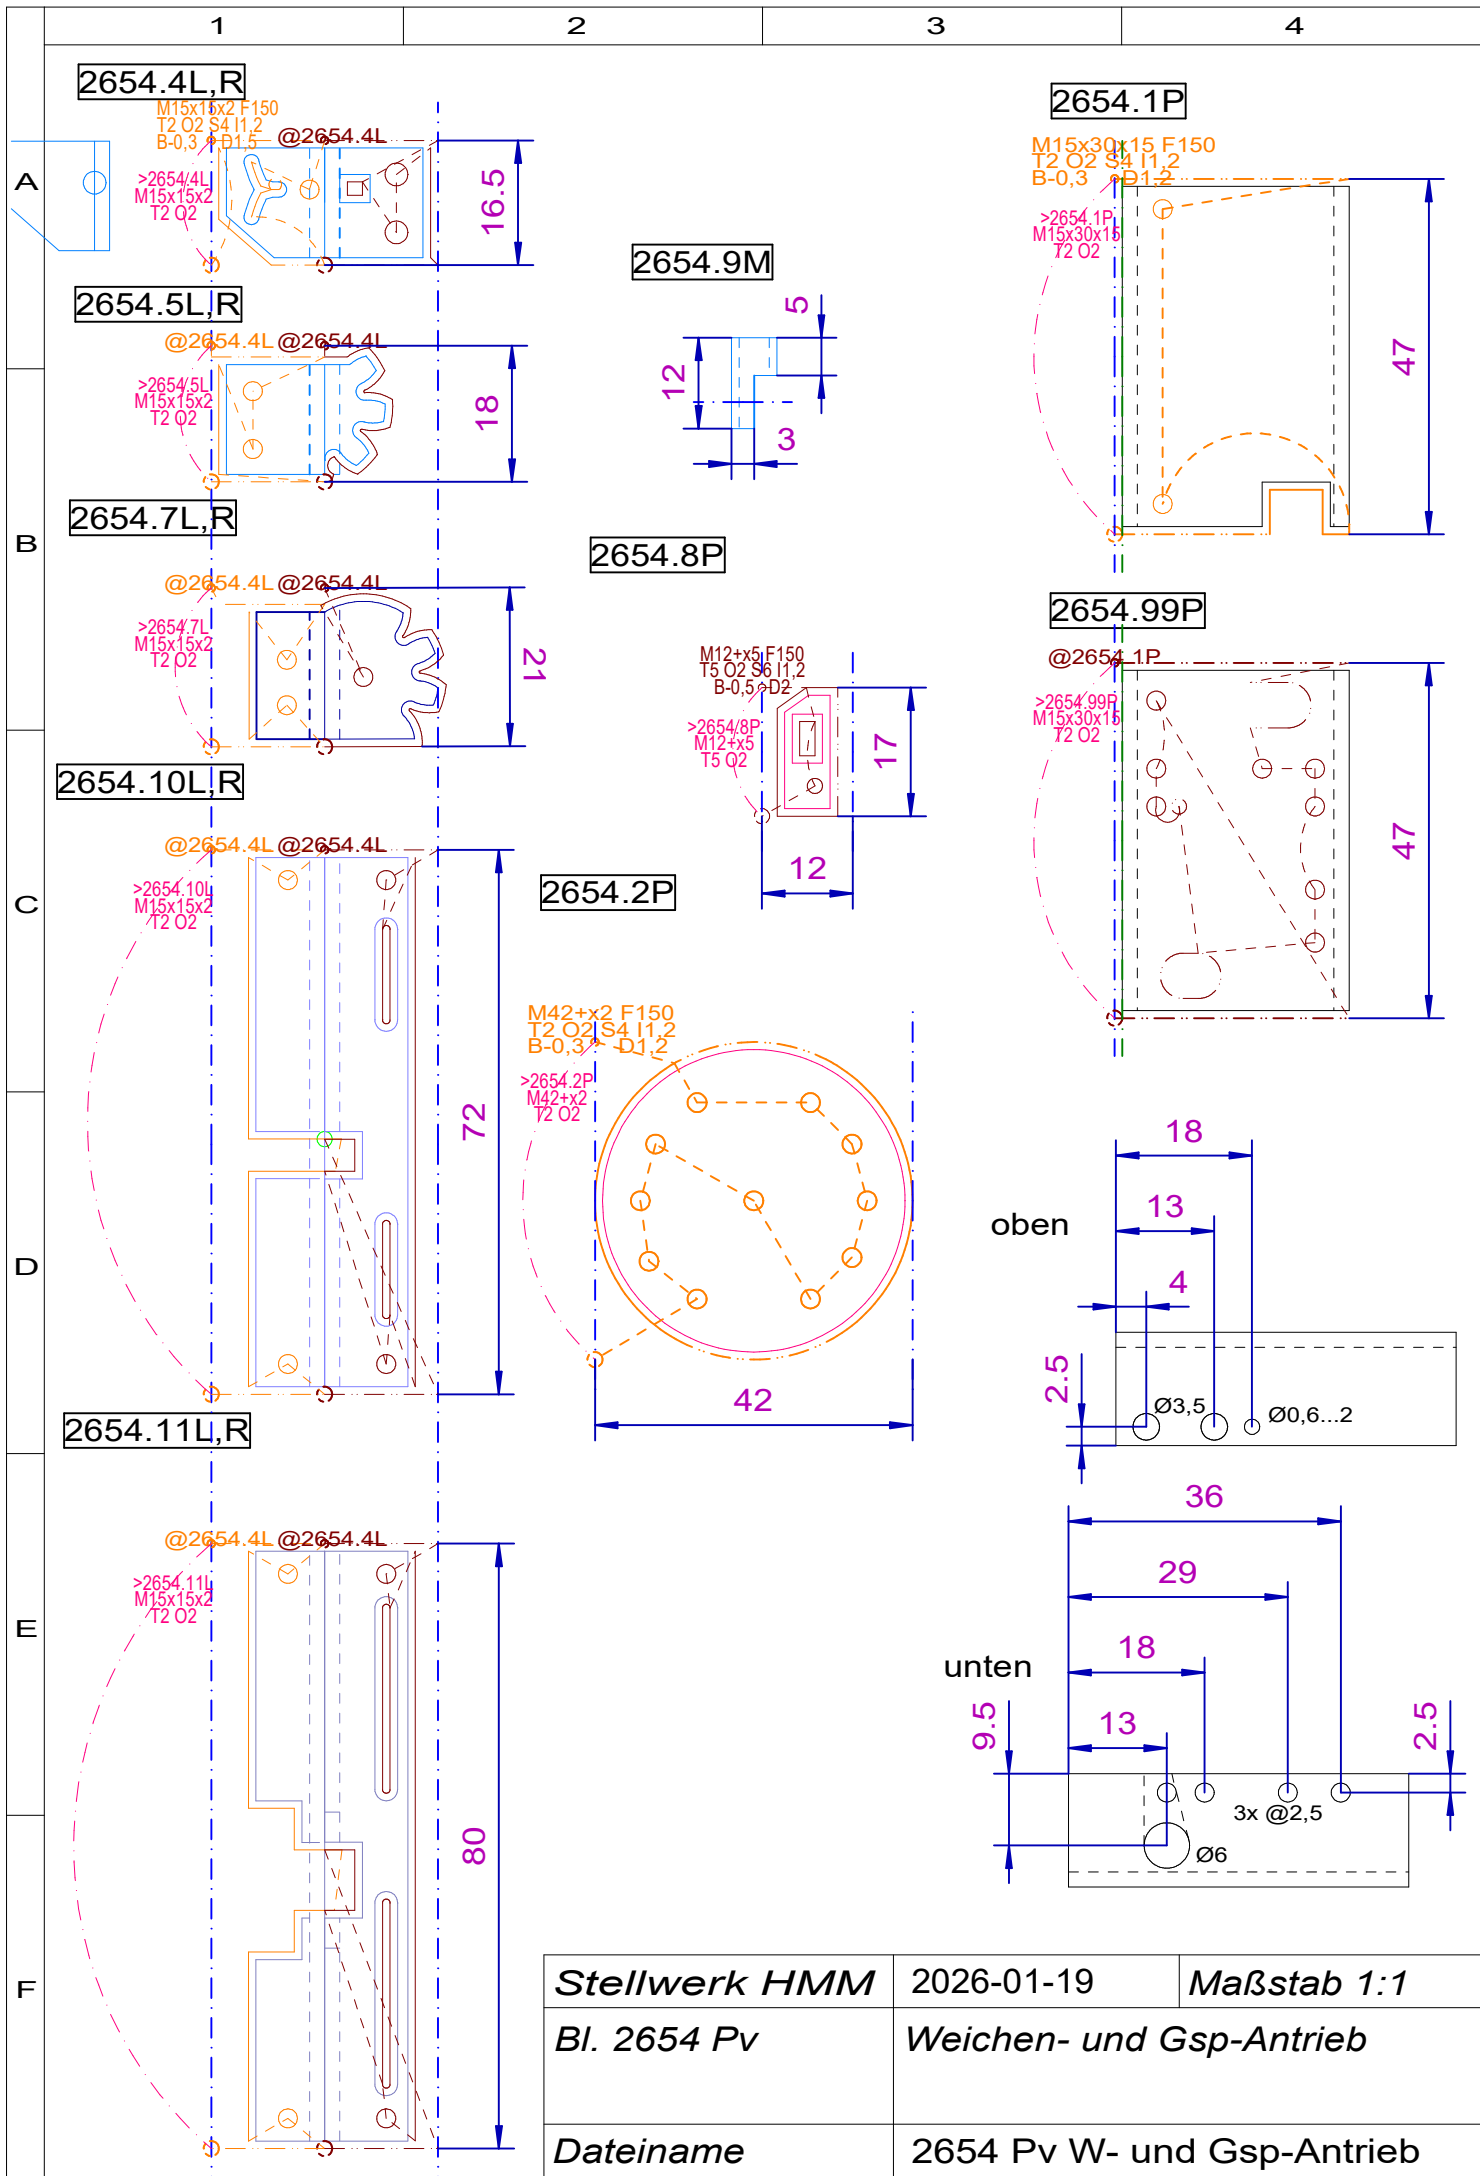 1
2
3
4
A
B
C
D
E
F
2654.4L,R
M15x15x2 F150
T2 O2 S4 I1,2
B-0,3 D1,5
@2654.4L
>2654/4L
M15x15x2
T2 O2
16.5
2654.5L,R
@2654.4L @2654.4L
>2654/5L
M15x15x2
T2 O2
18
2654.7L,R
@2654.4L @2654.4L
>2654.7L
M15x15x2
T2 O2
21
2654.10L,R
@2654.4L @2654.4L
>2654.10L
M15x15x2
T2 O2
72
2654.11L,R
@2654.4L @2654.4L
>2654.11L
M15x15x2
T2 O2
80
2654.9M
5
12
3
2654.8P
M12+x5 F150
T5 O2 S6 I1,2
B-0,5 D2
>2654/8P
M12+x5
T5 O2
17
12
2654.2P
M42+x2 F150
T2 O2 S4 I1,2
B-0,3 D1,2
>2654.2P
M42+x2
T2 O2
42
2654.1P
M15x30x15 F150
T2 O2 S4 I1,2
B-0,3 D1,2
>2654.1P
M15x30x15
T2 O2
47
2654.99P
@2654.1P
>2654.99P
M15x30x15
T2 O2
47
oben
18
13
4
2.5
Ø3,5
Ø0,6...2
unten
36
29
18
13
9.5
2.5
3x @2,5
Ø6
Stellwerk HMM
2026-01-19
Maßstab 1:1
Bl. 2654 Pv
Weichen- und Gsp-Antrieb
Dateiname
2654 Pv W- und Gsp-Antrieb